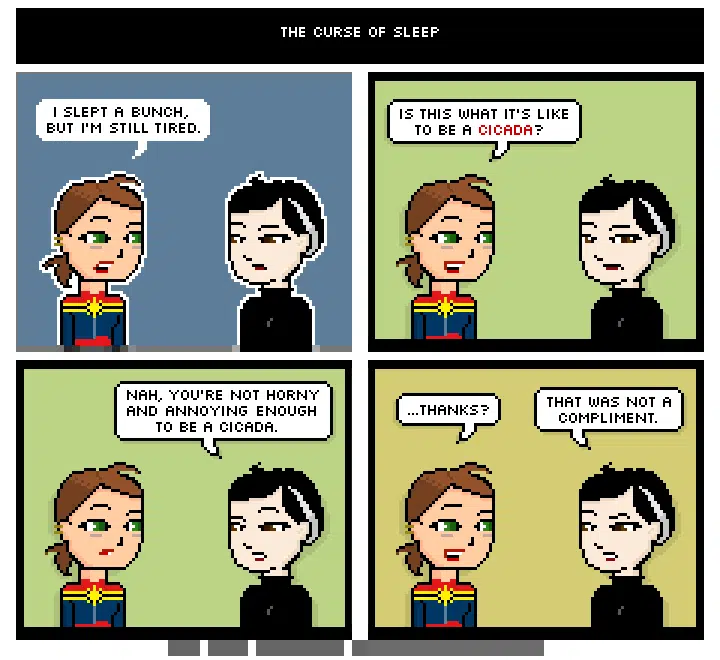 THE CURSE OF SLEEP
I SLEPT A BUNCH,
BUT I'M STILL TIRED.
IS THIS WHAT IT'S LIKE
TO BE A CICADA?
NAH, YOU'RE NOT HORNY
AND ANNOYING ENOUGH
TO BE A CICADA.
...THANKS?
THAT WAS NOT A
COMPLIMENT.